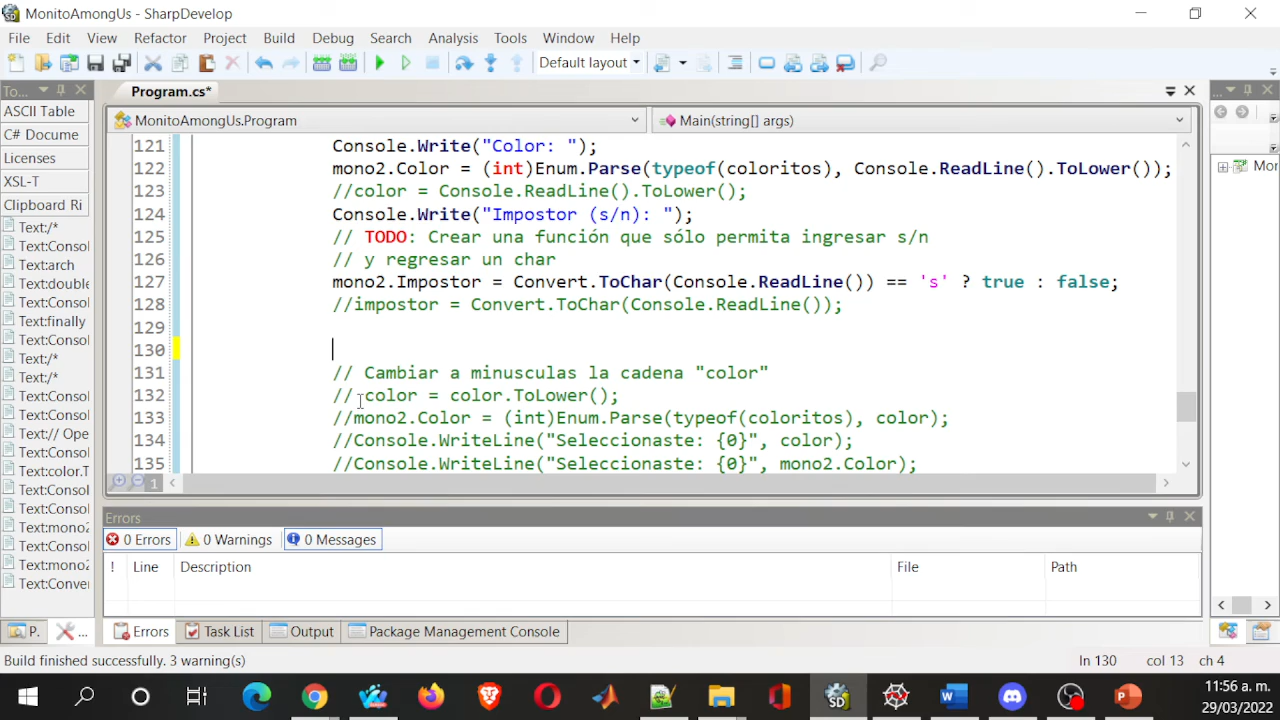 MonitoAmongUs - SharpDevelop
File Edit View Refactor Project Build Debug Search Analysis Tools Window Help
Default layout
To...
Program.cs*
...
ASCII Table
C# Docume
Licenses
XSL-T
Clipboard Ri
Text:/*
Text:Consol
Text:arch
Text:double
Text:Consol
Text:finally
Text:Consol
Text:/*
Text:/*
Text:Consol
Text:// Ope
Text:Consol
Text:color.T
Text:Consol
Text:Consol
Text:mono2
Text:Consol
Text:mono2
Text:Conver
MonitoAmongUs.Program
Main(string[] args)
121 Console.Write("Color: ");
122 mono2.Color = (int)Enum.Parse(typeof(coloritos), Console.ReadLine().ToLower());
123 //color = Console.ReadLine().ToLower();
124 Console.Write("Impostor (s/n): ");
125 // TODO: Crear una función que sólo permita ingresar s/n
126 // y regresar un char
127 mono2.Impostor = Convert.ToChar(Console.ReadLine()) == 's' ? true : false;
128 //impostor = Convert.ToChar(Console.ReadLine());
129
130
131 // Cambiar a minusculas la cadena "color"
132 // color = color.ToLower();
133 //mono2.Color = (int)Enum.Parse(typeof(coloritos), color);
134 //Console.WriteLine("Seleccionaste: {0}", color);
135 //Console.WriteLine("Seleccionaste: {0}", mono2.Color);
1
Mor
Errors
0 Errors 0 Warnings 0 Messages
! Line Description File Path
P. ... Errors Task List Output Package Management Console
Build finished successfully. 3 warning(s) ln 130 col 13 ch 4
11:56 a. m.
29/03/2022